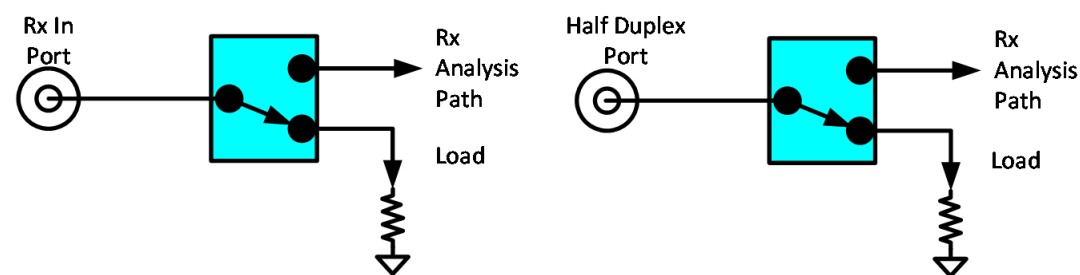 Rx In
Port
Rx
Analysis
Path
Load
Half Duplex
Port
Rx
Analysis
Path
Load